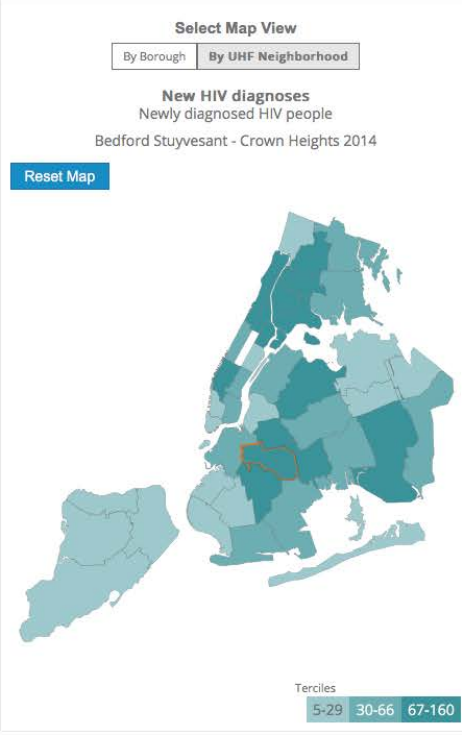 Select Map View
By Borough By UHF Neighborhood
New HIV diagnoses
Newly diagnosed HIV people
Bedford Stuyvesant - Crown Heights 2014
Reset Map
Terciles
5-29 30-66 67-160